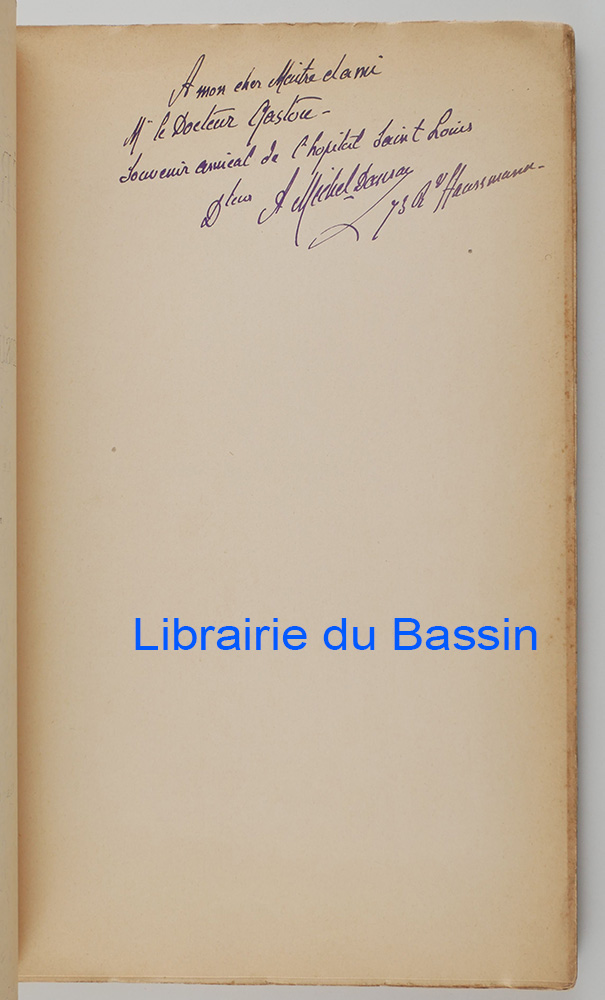 A mon cher Maître et ami
Mr le Docteur Gastou -
Souvenir amical de l'hopital Saint Louis
Dteur A Michel-Dansac
73 Bd Haussmann -
Librairie du Bassin